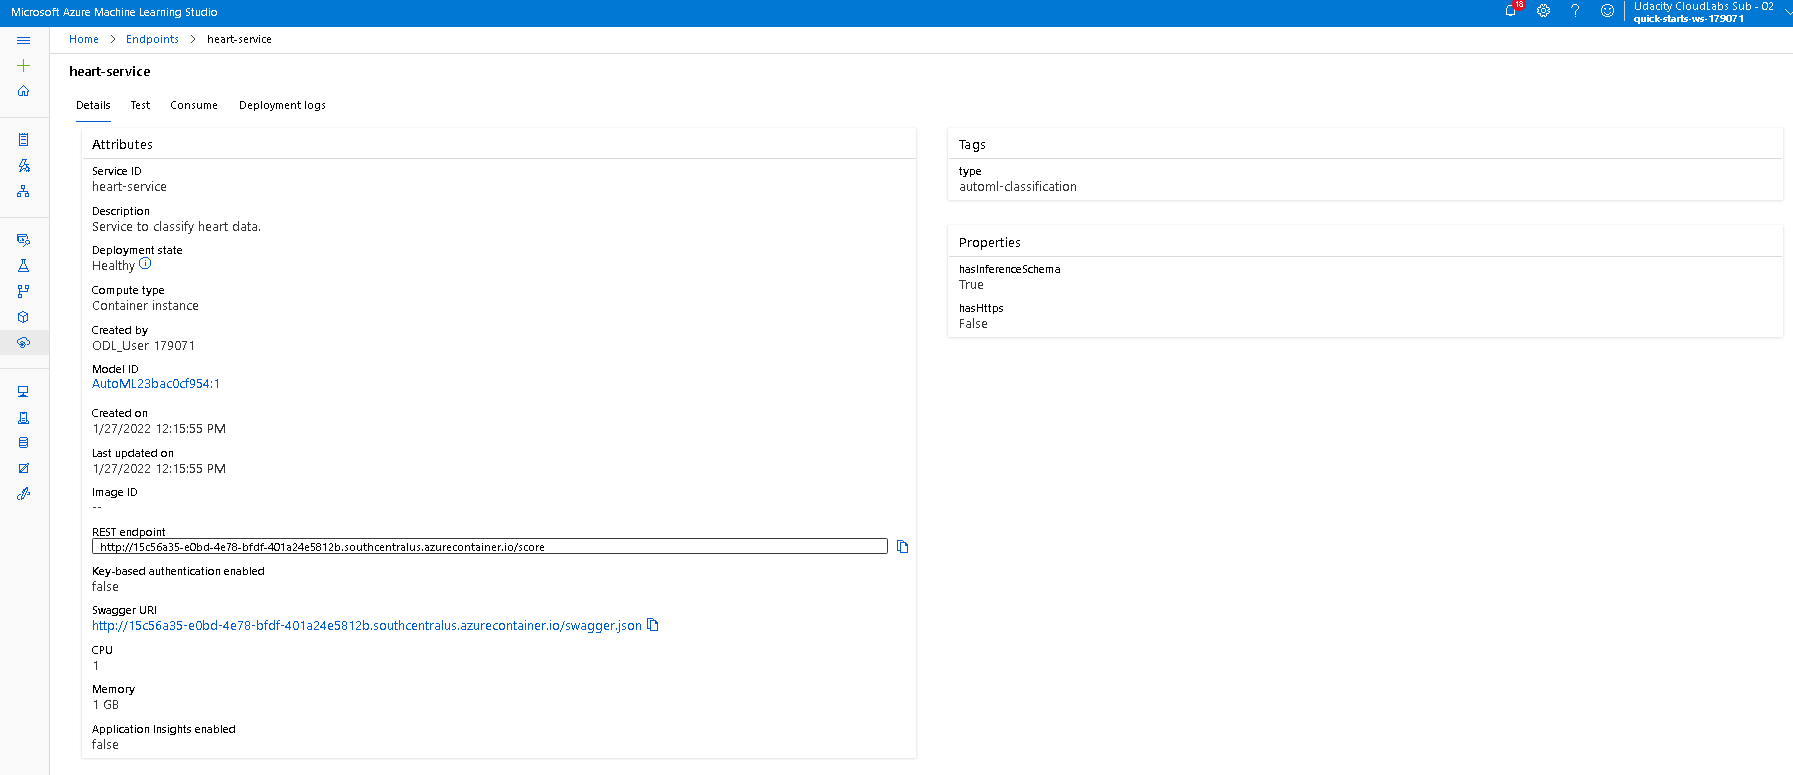 Microsoft Azure Machine Learning Studio
18
?
Udacity CloudLabs Sub - 02
quick-starts-ws-179071
Home > Endpoints > heart-service
heart-service
Details Test Consume Deployment logs
Attributes
Service ID
heart-service
Description
Service to classify heart data.
Deployment state
Healthy
Compute type
Container instance
Created by
ODL_User 179071
Model ID
AutoML23bac0cf954:1
Created on
1/27/2022 12:15:55 PM
Last updated on
1/27/2022 12:15:55 PM
Image ID
--
REST endpoint
http://15c56a35-e0bd-4e78-bfdf-401a24e5812b.southcentralus.azurecontainer.io/score
Key-based authentication enabled
false
Swagger URI
http://15c56a35-e0bd-4e78-bfdf-401a24e5812b.southcentralus.azurecontainer.io/swagger.json
CPU
1
Memory
1 GB
Application Insights enabled
false
Tags
type
automl-classification
Properties
hasInferenceSchema
True
hasHttps
False